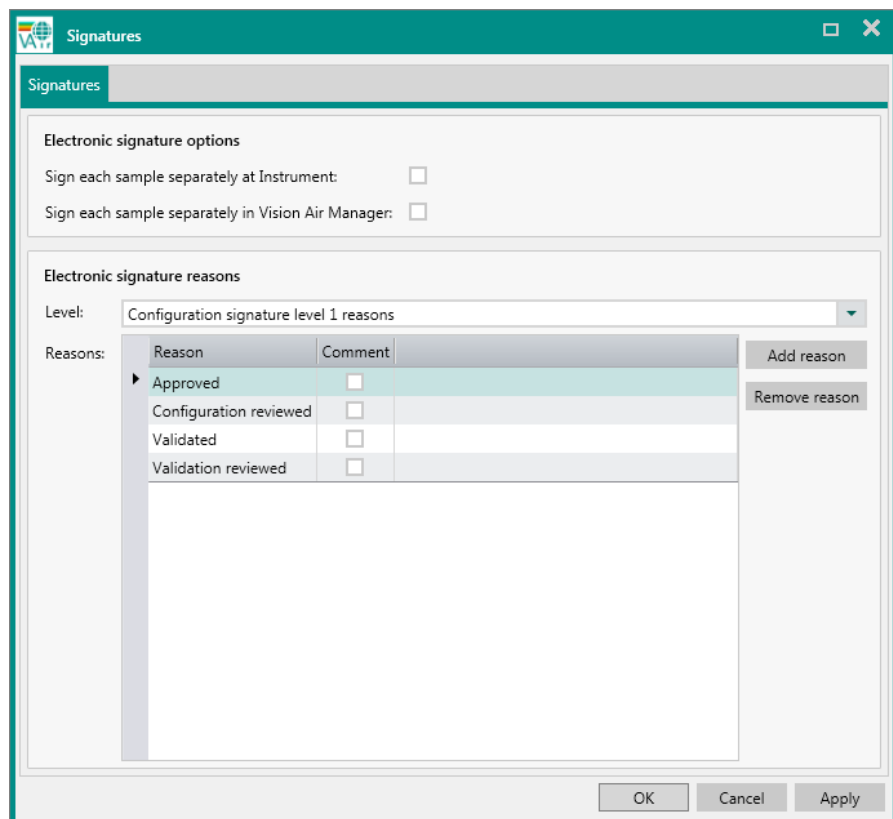 VAir Signatures
Signatures
Electronic signature options
Sign each sample separately at Instrument:
Sign each sample separately in Vision Air Manager:
Electronic signature reasons
Level: Configuration signature level 1 reasons
Reasons: Reason Comment Add reason
Approved
Remove reason
Configuration reviewed
Validated
Validation reviewed
OK Cancel Apply